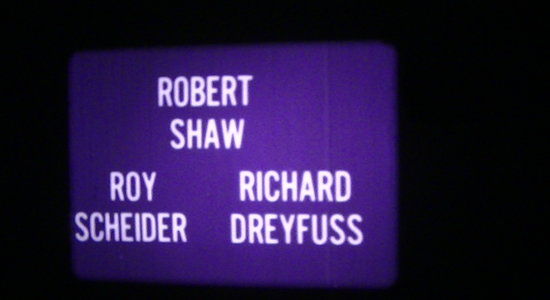 ROBERT
SHAW
ROY
SCHEIDER
RICHARD
DREYFUSS